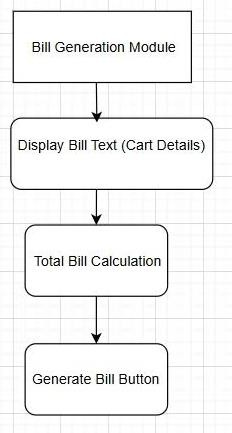 Bill Generation Module
Display Bill Text (Cart Details)
Total Bill Calculation
Generate Bill Button